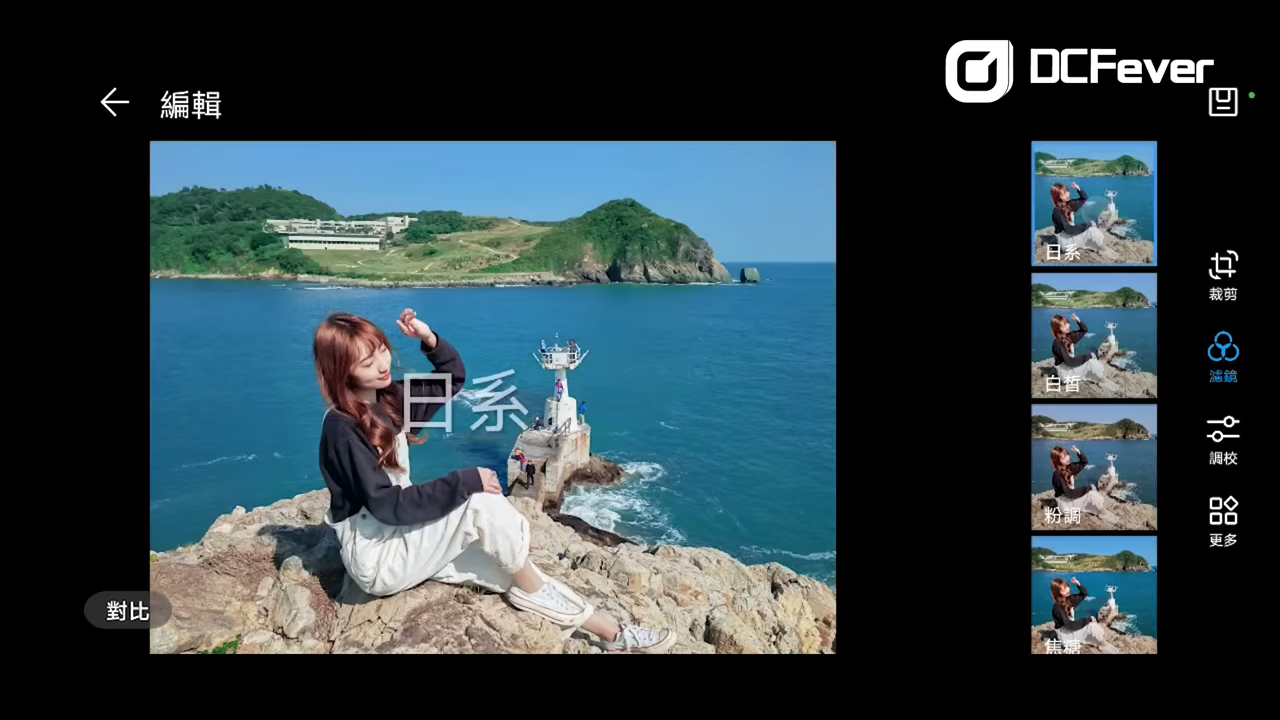 DCFever
編輯
日系
日系
白皙
粉調
焦糖
裁剪
濾鏡
調校
更多
對比